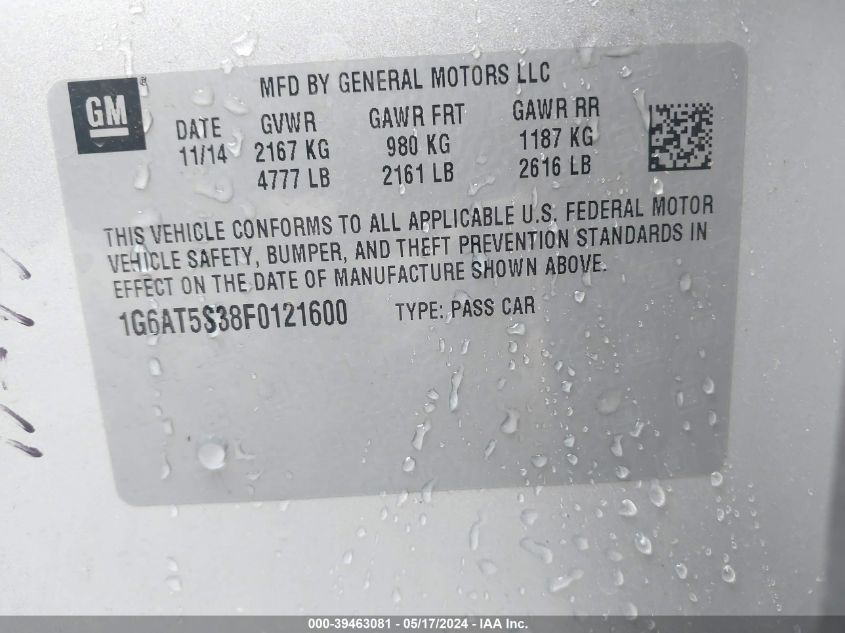 GM®
MFD BY GENERAL MOTORS LLC
DATE GVWR GAWR FRT GAWR RR
11/14 2167 KG 980 KG 1187 KG
4777 LB 2161 LB 2616 LB
THIS VEHICLE CONFORMS TO ALL APPLICABLE U.S. FEDERAL MOTOR
VEHICLE SAFETY, BUMPER, AND THEFT PREVENTION STANDARDS IN
EFFECT ON THE DATE OF MANUFACTURE SHOWN ABOVE.
1G6AT5S38F0121600 TYPE: PASS CAR
000-39463081 - 05/17/2024 - IAA Inc.